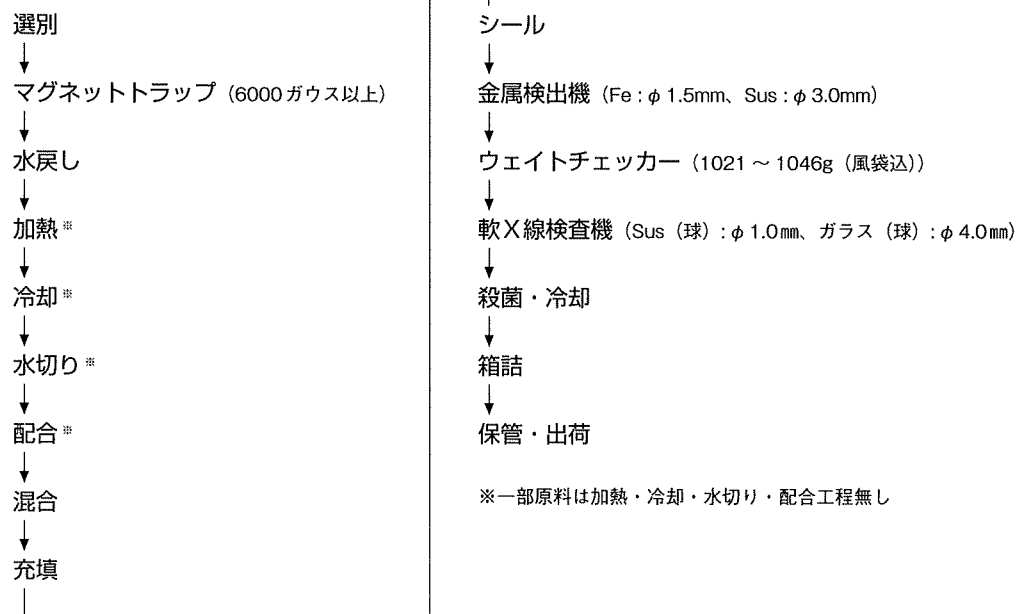 選別
マグネットトラップ（6000ガウス以上）
水戻し
加熱※
冷却※
水切り※
配合※
混合
充填
シール
金属検出機（Fe：φ1.5mm、Sus：φ3.0mm）
ウェイトチェッカー（1021～1046g（風袋込））
軟X線検査機（Sus（球）：φ1.0㎜、ガラス（球）：φ4.0㎜）
殺菌・冷却
箱詰
保管・出荷
※一部原料は加熱・冷却・水切り・配合工程無し